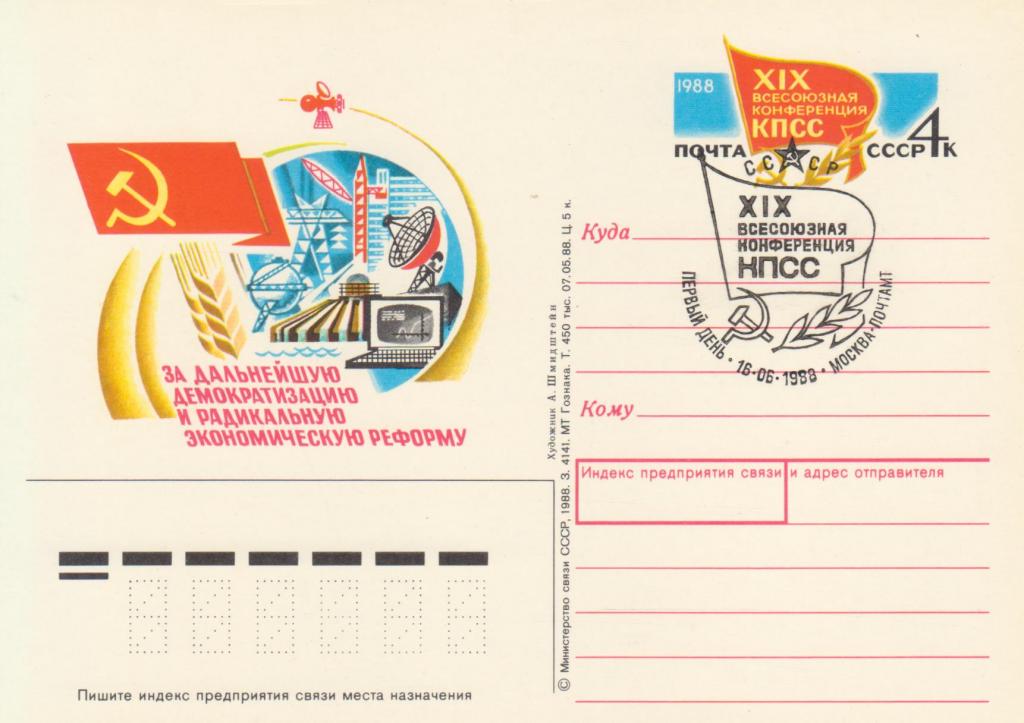 1988
XIX
ВСЕСОЮЗНАЯ
КОНФЕРЕНЦИЯ
КПСС
ПОЧТА СССР 4К
СССР
XIX
ВСЕСОЮЗНАЯ
КОНФЕРЕНЦИЯ
КПСС
ПЕРВЫЙ ДЕНЬ · 16-06-1988 · МОСКВА-ПОЧТАМТ
ЗА ДАЛЬНЕЙШУЮ
ДЕМОКРАТИЗАЦИЮ
И РАДИКАЛЬНУЮ
ЭКОНОМИЧЕСКУЮ РЕФОРМУ
Художник А. Шмидштейн
© Министерство связи СССР, 1988. З. 4141. МТ Гознака. Т. 450 тыс. 07.05.88. Ц. 5 к.
Куда
Кому
Индекс предприятия связи и адрес отправителя
Пишите индекс предприятия связи места назначения